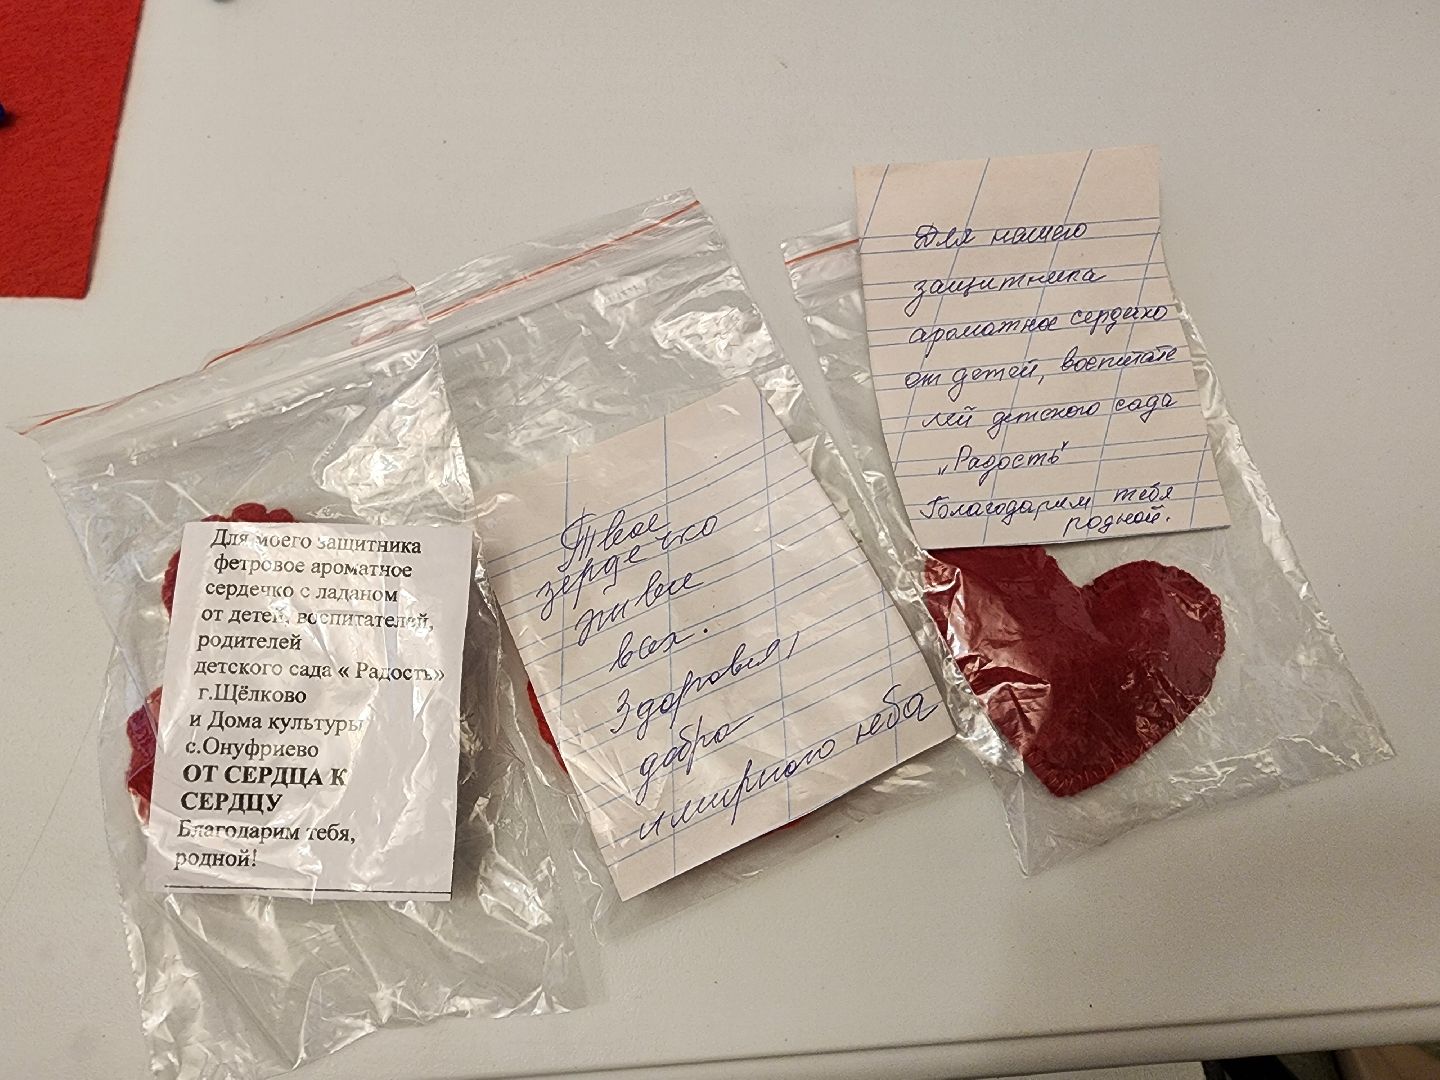 Для моего защитника
фетровое ароматное
сердечко с ладаном
от детей, воспитателей,
родителей
детского сада « Радость»
г.Щёлково
и Дома культуры
с.Онуфриево
ОТ СЕРДЦА К
СЕРДЦУ
Благодарим тебя,
родной!
Твое
сердечко
живее
всех.
Здоровья,
добра
и мирного неба
Для нашего
защитника
ароматное сердечко
от детей, воспитате
лей детского сада
„Радость"
Благодарим тебя
родной.